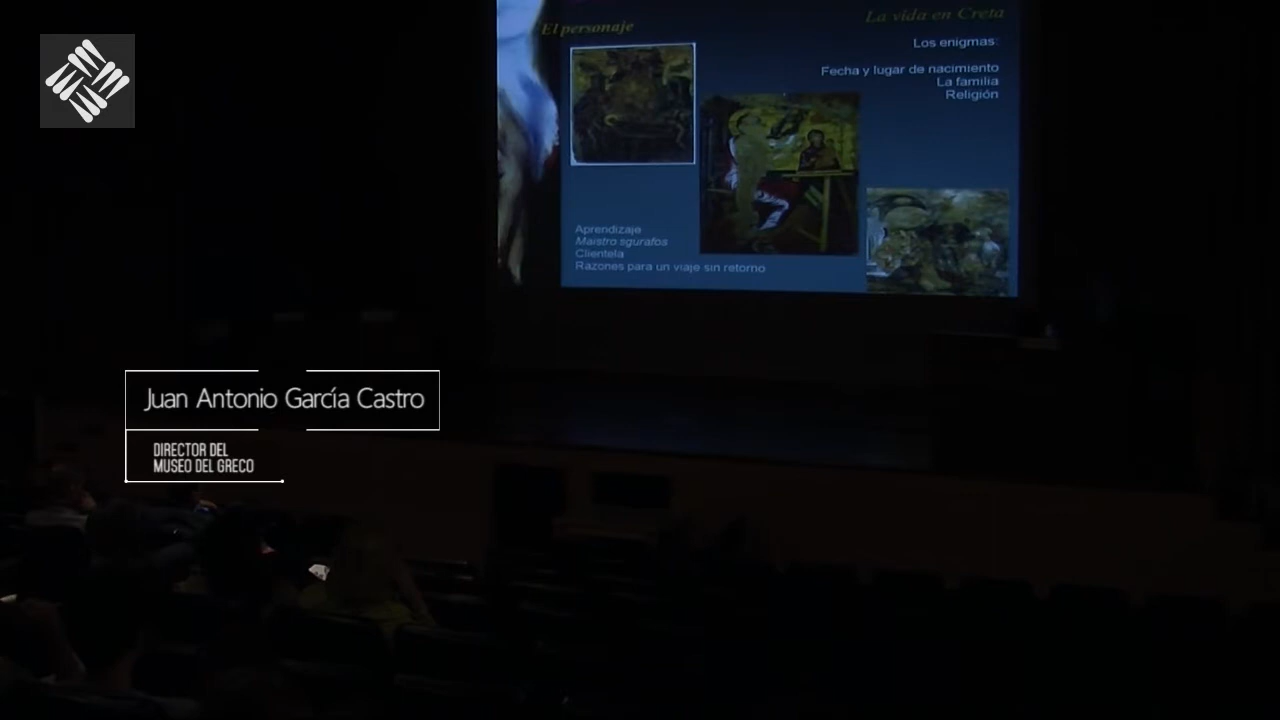 El personaje
La vida en Creta
Los enigmas:
Fecha y lugar de nacimiento
La familia
Religión
Aprendizaje
Maistro sgurafos
Clientela
Razones para un viaje sin retorno
Juan Antonio García Castro
DIRECTOR DEL
MUSEO DEL GRECO